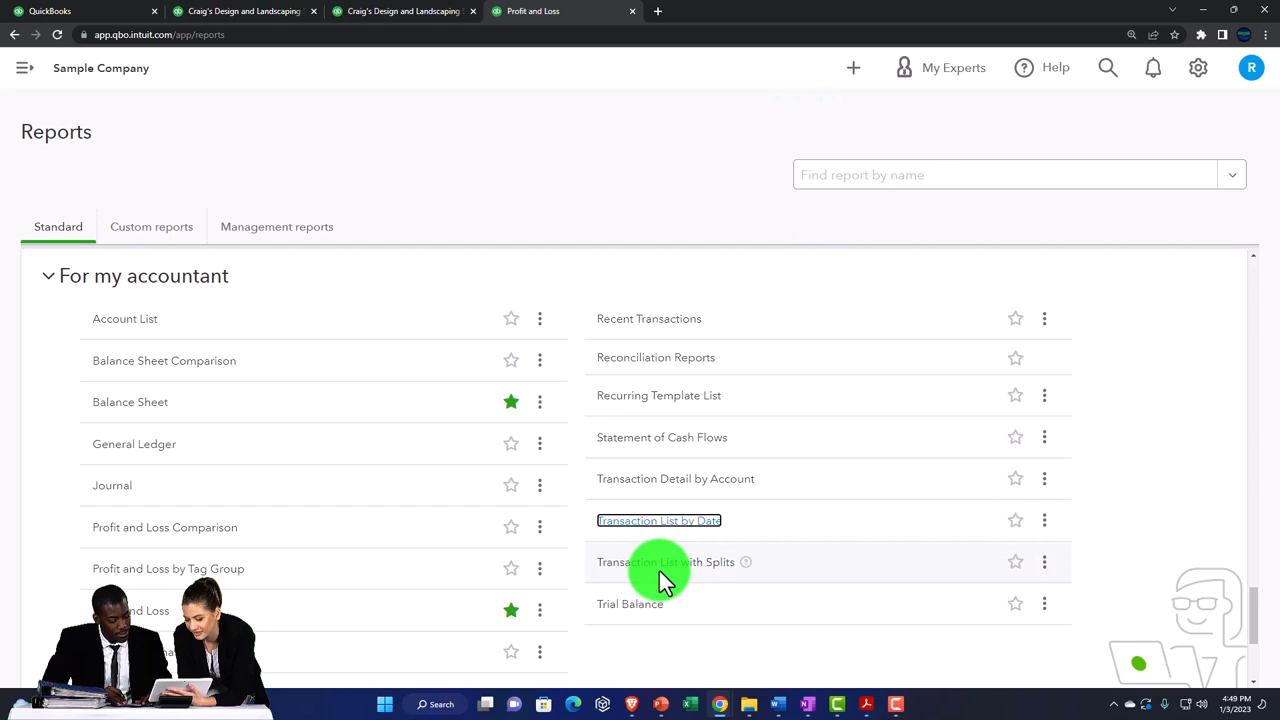 QuickBooks
Craig's Design and Landscaping
Craig's Design and Landscaping
Profit and Loss
app.qbo.intuit.com/app/reports
Sample Company
My Experts
Help
R
Reports
Find report by name
Standard
Custom reports
Management reports
For my accountant
Account List
Balance Sheet Comparison
Balance Sheet
General Ledger
Journal
Profit and Loss Comparison
Profit and Loss by Tag Group
and Loss
Recent Transactions
Reconciliation Reports
Recurring Template List
Statement of Cash Flows
Transaction Detail by Account
Transaction List by Date
Transaction List with Splits
Trial Balance
Search
4:49 PM
1/3/2023